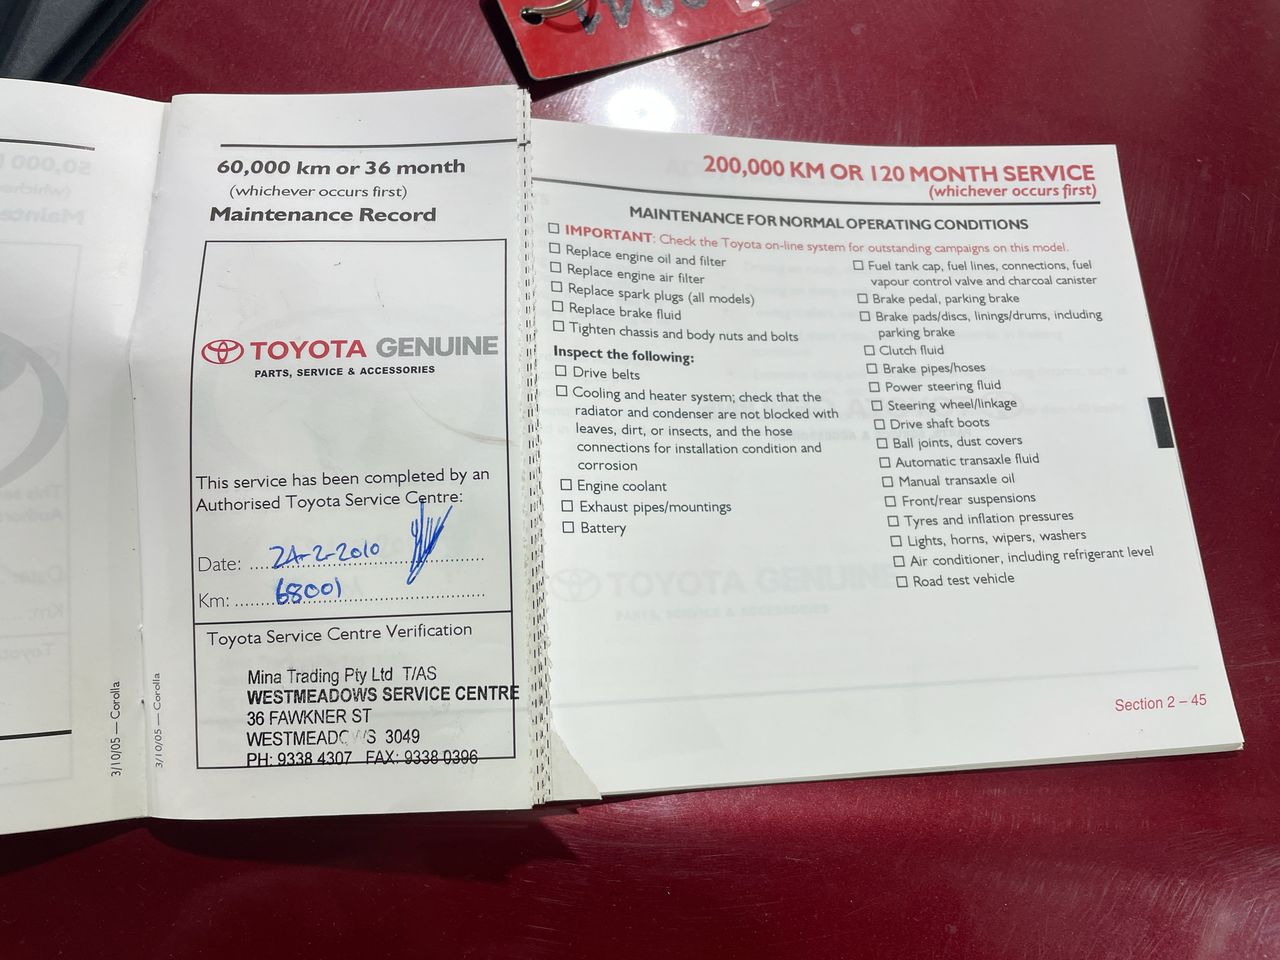 60,000 km or 36 month
(whichever occurs first)
Maintenance Record
TOYOTA GENUINE
PARTS, SERVICE & ACCESSORIES
This service has been completed by an
Authorised Toyota Service Centre:
Date: 24-2-2010
Km: 68001
Toyota Service Centre Verification
Mina Trading Pty Ltd T/AS
WESTMEADOWS SERVICE CENTRE
36 FAWKNER ST
WESTMEADOWS 3049
PH: 9338 4307 FAX: 9338 0396
3/10/05 — Corolla
3/10/05 — Corolla
200,000 KM OR 120 MONTH SERVICE
(whichever occurs first)
MAINTENANCE FOR NORMAL OPERATING CONDITIONS
IMPORTANT: Check the Toyota on-line system for outstanding campaigns on this model.
Replace engine oil and filter
Replace engine air filter
Replace spark plugs (all models)
Replace brake fluid
Tighten chassis and body nuts and bolts
Inspect the following:
Drive belts
Cooling and heater system; check that the
radiator and condenser are not blocked with
leaves, dirt, or insects, and the hose
connections for installation condition and
corrosion
Engine coolant
Exhaust pipes/mountings
Battery
Fuel tank cap, fuel lines, connections, fuel
vapour control valve and charcoal canister
Brake pedal, parking brake
Brake pads/discs, linings/drums, including
parking brake
Clutch fluid
Brake pipes/hoses
Power steering fluid
Steering wheel/linkage
Drive shaft boots
Ball joints, dust covers
Automatic transaxle fluid
Manual transaxle oil
Front/rear suspensions
Tyres and inflation pressures
Lights, horns, wipers, washers
Air conditioner, including refrigerant level
Road test vehicle
Section 2 – 45